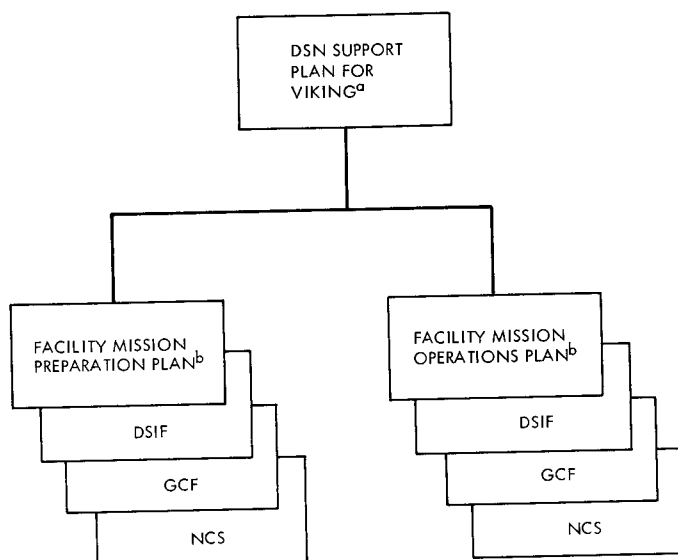 DSN SUPPORT
PLAN FOR
VIKINGᵃ
FACILITY MISSION
PREPARATION PLANᵇ
DSIF
GCF
NCS
FACILITY MISSION
OPERATIONS PLANᵇ
DSIF
GCF
NCS